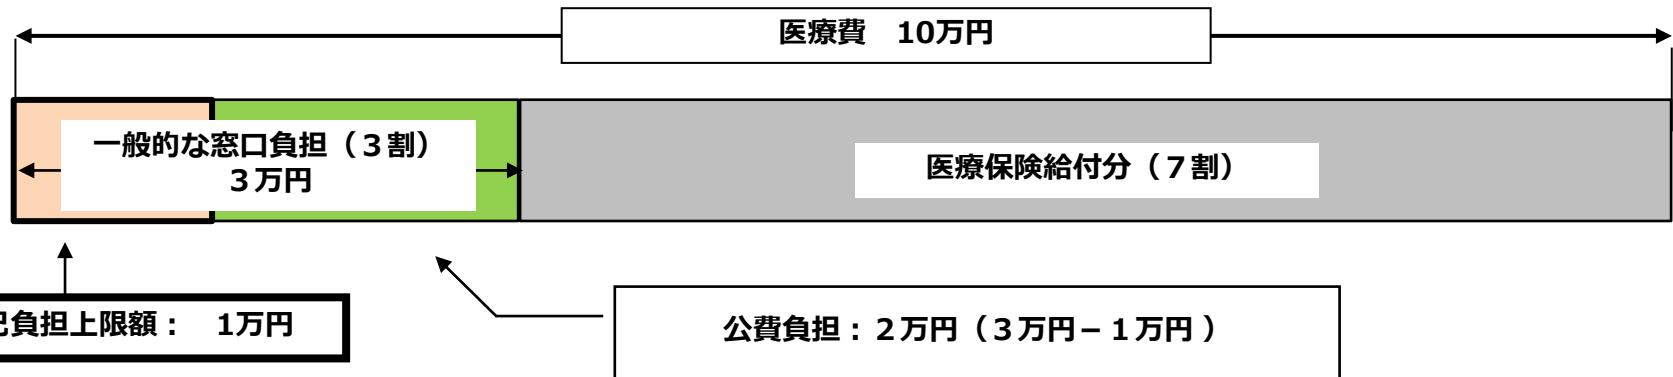 医療費　10万円
一般的な窓口負担（３割）
３万円
医療保険給付分（７割）
負担上限額：　1万円
公費負担：２万円（３万円－１万円 ）